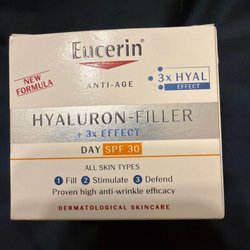 Eucerin®
NEW
FORMULA
ANTI-AGE
3x HYAL
EFFECT
HYALURON-FILLER
+ 3x EFFECT
DAY SPF 30
ALL SKIN TYPES
1 Fill 2 Stimulate 3 Defend
Proven high anti-wrinkle efficacy
DERMATOLOGICAL SKINCARE